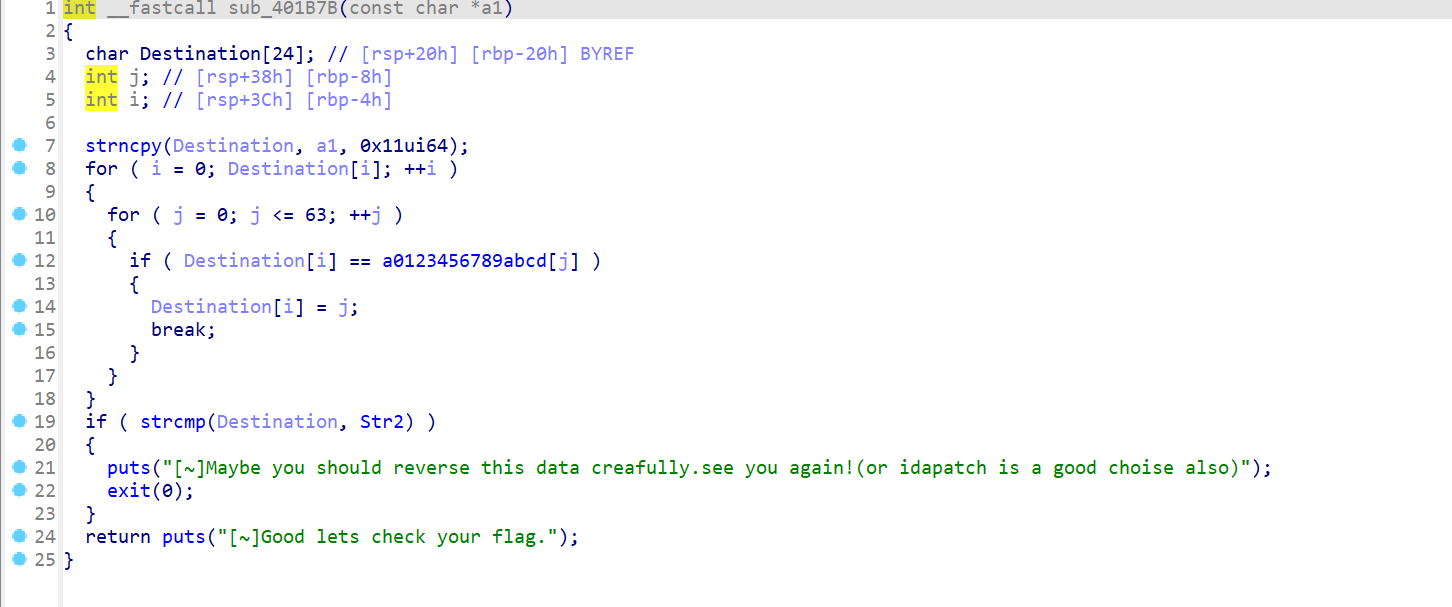 1 int __fastcall sub_401B7B(const char *a1)
2 {
3   char Destination[24]; // [rsp+20h] [rbp-20h] BYREF
4   int j; // [rsp+38h] [rbp-8h]
5   int i; // [rsp+3Ch] [rbp-4h]
6
7   strncpy(Destination, a1, 0x11ui64);
8   for ( i = 0; Destination[i]; ++i )
9   {
10     for ( j = 0; j <= 63; ++j )
11     {
12       if ( Destination[i] == a0123456789abcd[j] )
13       {
14         Destination[i] = j;
15         break;
16       }
17     }
18   }
19   if ( strcmp(Destination, Str2) )
20   {
21     puts("[~]Maybe you should reverse this data creafully.see you again!(or idapatch is a good choise also)");
22     exit(0);
23   }
24   return puts("[~]Good lets check your flag.");
25 }